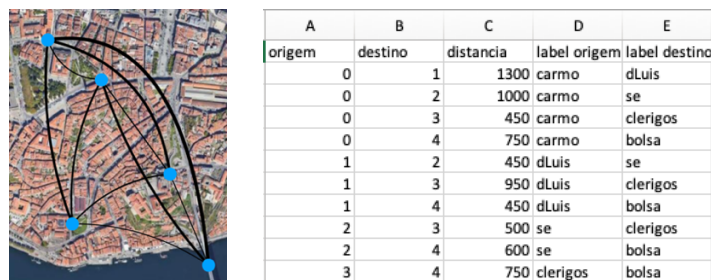 A B C D E
origem destino distancia label origem label destino
0 1 1300 carmo dLuis
0 2 1000 carmo se
0 3 450 carmo clerigos
0 4 750 carmo bolsa
1 2 450 dLuis se
1 3 950 dLuis clerigos
1 4 450 dLuis bolsa
2 3 500 se clerigos
2 4 600 se bolsa
3 4 750 clerigos bolsa